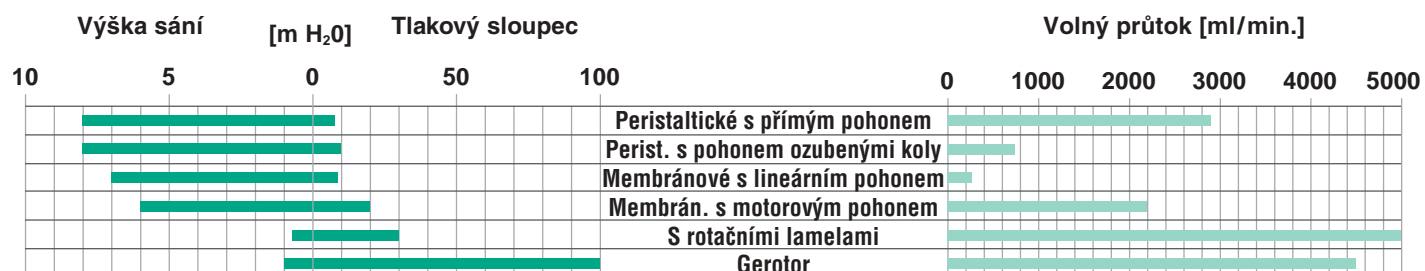 Výška sání [m H₂0] Tlakový sloupec Volný průtok [ml/min.]
10 5 0 50 100 0 1000 2000 3000 4000 5000
Peristaltické s přímým pohonem
Perist. s pohonem ozubenými koly
Membránové s lineárním pohonem
Membrán. s motorovým pohonem
S rotačními lamelami
Gerotor